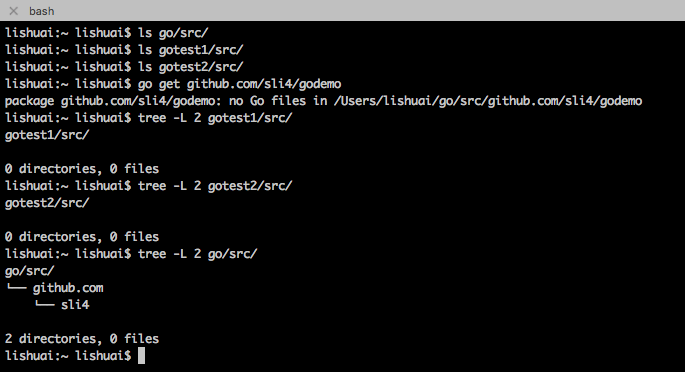 bash
lishuai:~ lishuai$ ls go/src/
lishuai:~ lishuai$ ls gotest1/src/
lishuai:~ lishuai$ ls gotest2/src/
lishuai:~ lishuai$ go get github.com/sli4/godemo
package github.com/sli4/godemo: no Go files in /Users/lishuai/go/src/github.com/sli4/godemo
lishuai:~ lishuai$ tree -L 2 gotest1/src/
gotest1/src/
0 directories, 0 files
lishuai:~ lishuai$ tree -L 2 gotest2/src/
gotest2/src/
0 directories, 0 files
lishuai:~ lishuai$ tree -L 2 go/src/
go/src/
└── github.com
    └── sli4
2 directories, 0 files
lishuai:~ lishuai$